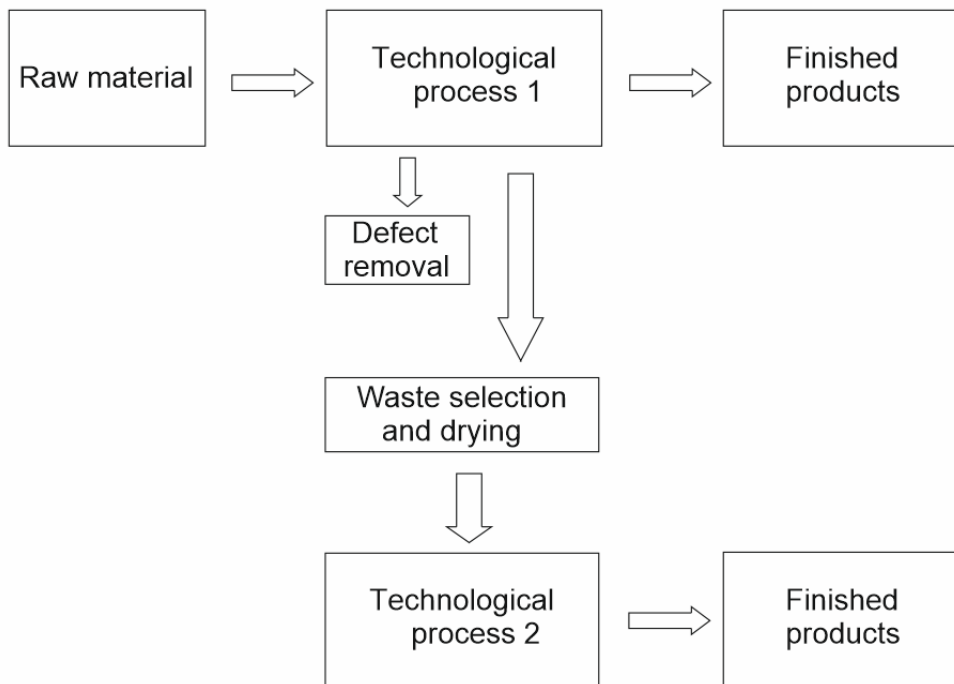 Raw material
Technological
process 1
Finished
products
Defect
removal
Waste selection
and drying
Technological
process 2
Finished
products